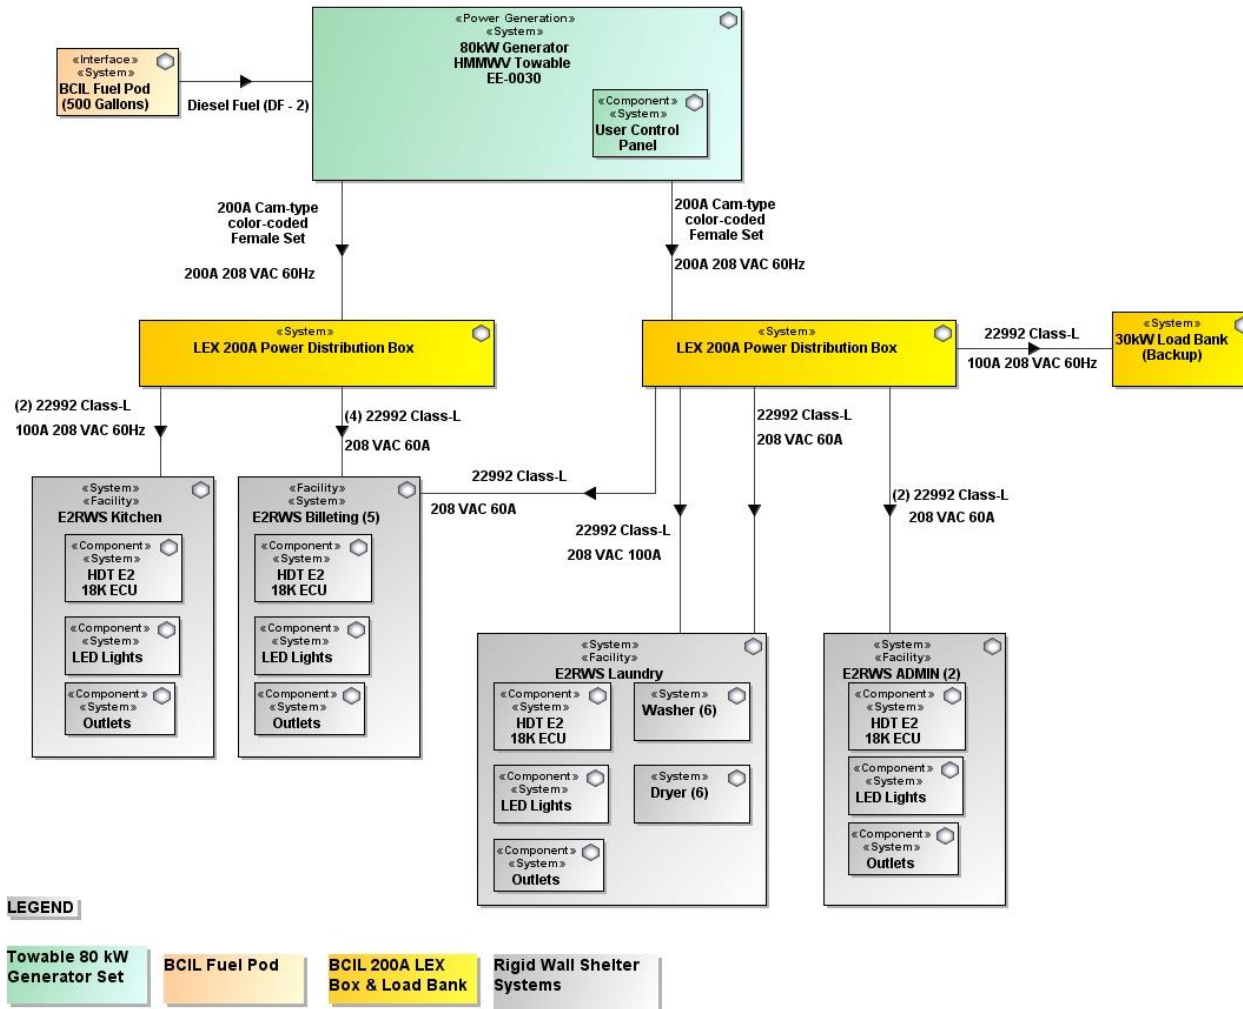 «Power Generation»
«System»
80kW Generator
HMMWV Towable
EE-0030
«Component»
«System»
User Control
Panel
«Interface»
«System»
BCIL Fuel Pod
(500 Gallons)
Diesel Fuel (DF - 2)
200A Cam-type
color-coded
Female Set
200A 208 VAC 60Hz
200A Cam-type
color-coded
Female Set
200A 208 VAC 60Hz
«System»
LEX 200A Power Distribution Box
«System»
LEX 200A Power Distribution Box
22992 Class-L
100A 208 VAC 60Hz
«System»
30kW Load Bank
(Backup)
(2) 22992 Class-L
100A 208 VAC 60Hz
(4) 22992 Class-L
208 VAC 60A
22992 Class-L
208 VAC 60A
22992 Class-L
208 VAC 100A
22992 Class-L
208 VAC 60A
(2) 22992 Class-L
208 VAC 60A
«System»
«Facility»
E2RWS Kitchen
«Component»
«System»
HDT E2
18K ECU
«Component»
«System»
LED Lights
«Component»
«System»
Outlets
«Facility»
«System»
E2RWS Billeting (5)
«Component»
«System»
HDT E2
18K ECU
«Component»
«System»
LED Lights
«Component»
«System»
Outlets
«System»
«Facility»
E2RWS Laundry
«Component»
«System»
HDT E2
18K ECU
«System»
Washer (6)
«Component»
«System»
LED Lights
«System»
Dryer (6)
«Component»
«System»
Outlets
«System»
«Facility»
E2RWS ADMIN (2)
«Component»
«System»
HDT E2
18K ECU
«Component»
«System»
LED Lights
«Component»
«System»
Outlets
LEGEND
Towable 80 kW
Generator Set
BCIL Fuel Pod
BCIL 200A LEX
Box & Load Bank
Rigid Wall Shelter
Systems